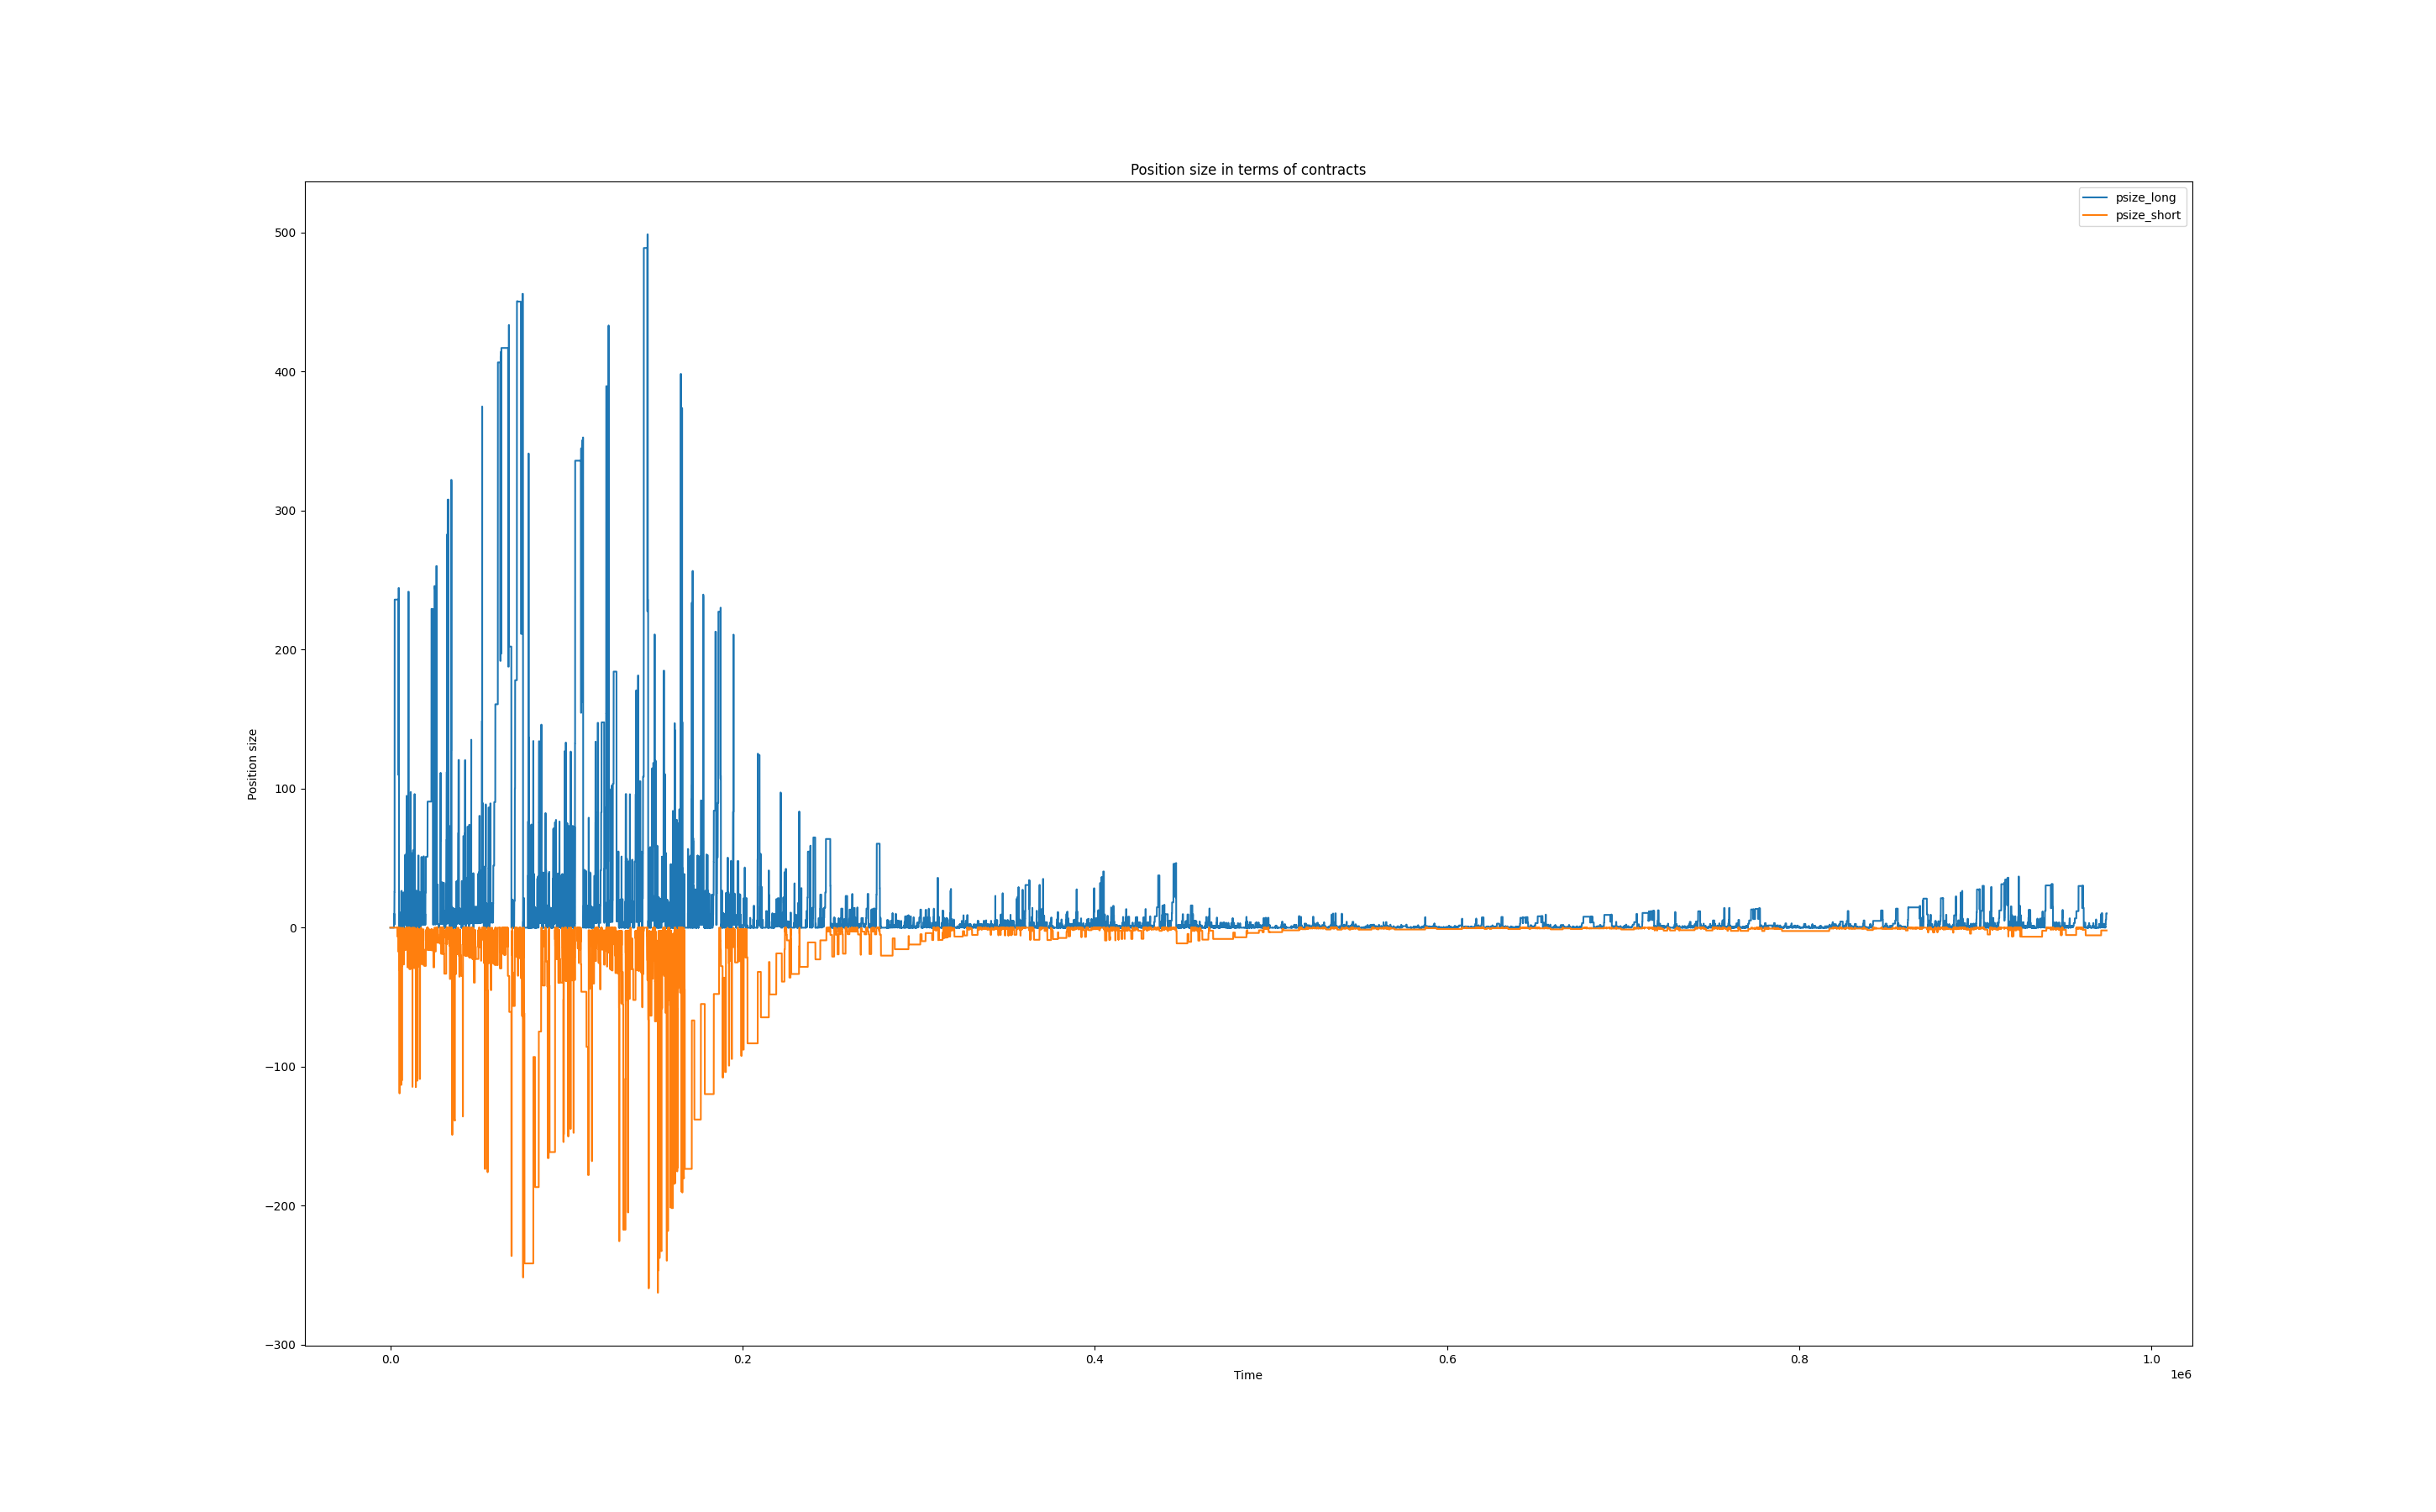 Position size in terms of contracts
psize_long
psize_short
500
400
300
200
100
0
−100
−200
−300
Position size
0.0 0.2 0.4 0.6 0.8 1.0
Time
1e6